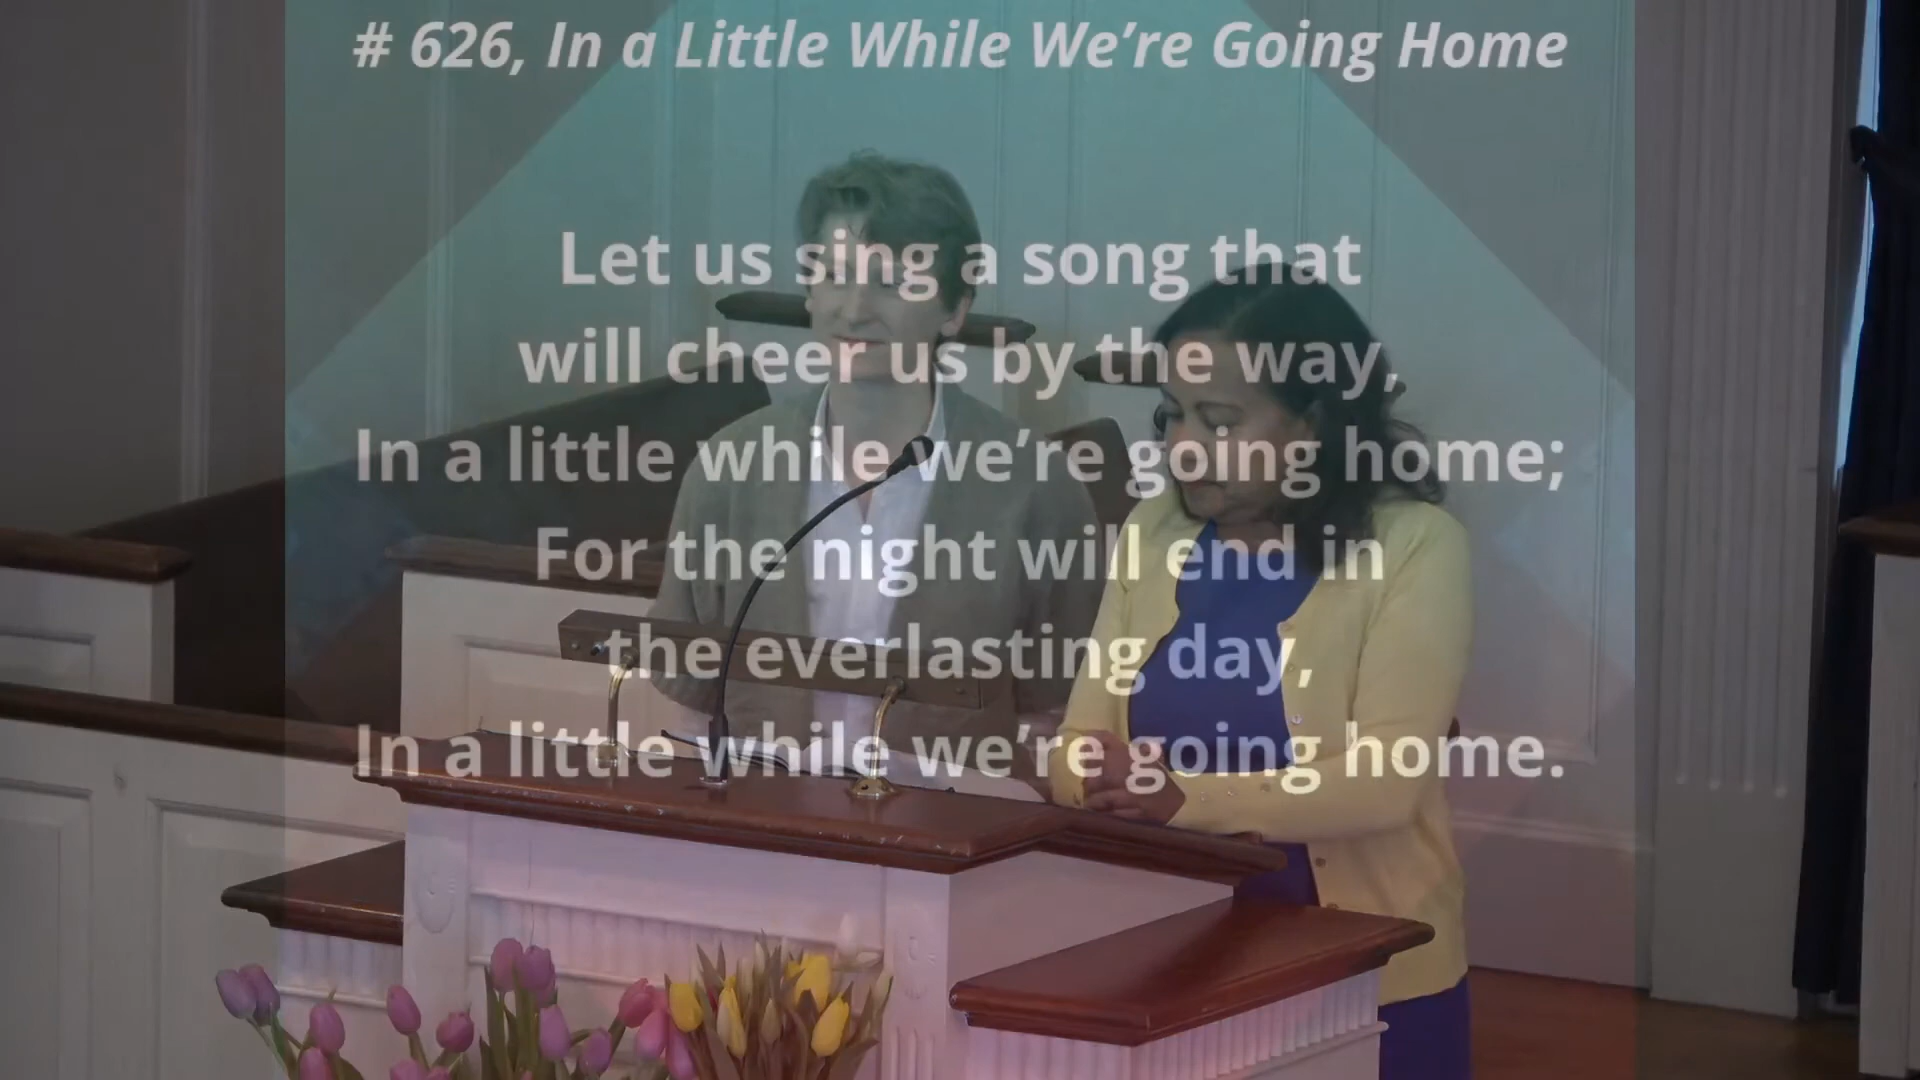 # 626, In a Little While We’re Going Home
Let us sing a song that
will cheer us by the way,
In a little while we’re going home;
For the night will end in
the everlasting day,
In a little while we’re going home.